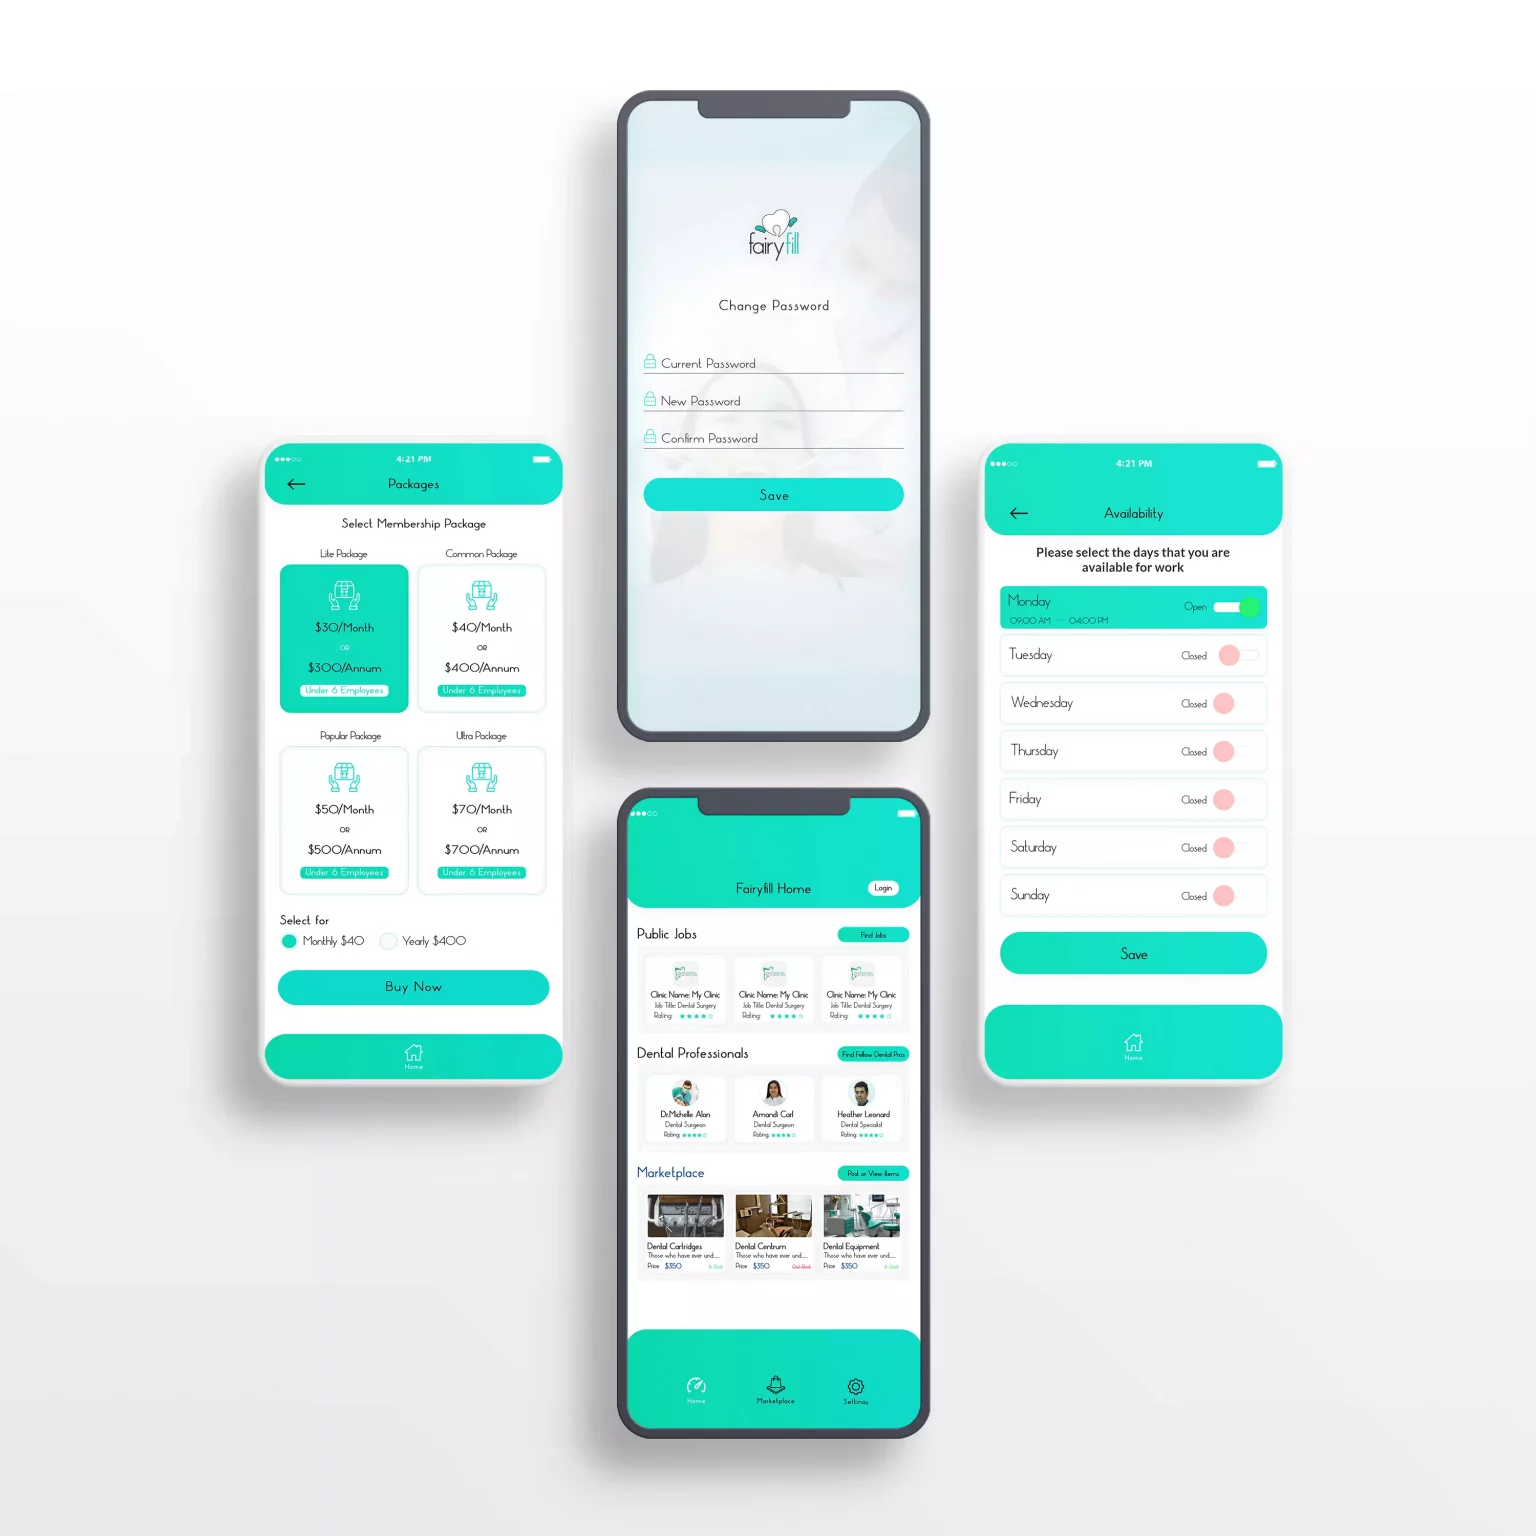 fairyfill
Change Password
Current Password
New Password
Confirm Password
Save
4:21 PM
Packages
Select Membership Package
Lite Package
Common Package
$30/Month
OR
$300/Annum
Under 6 Employees
$40/Month
OR
$400/Annum
Under 6 Employees
Papular Package
Ultra Package
$50/Month
OR
$500/Annum
Under 6 Employees
$70/Month
OR
$700/Annum
Under 6 Employees
Select for
Monthly $40
Yearly $400
Buy Now
Home
4:21 PM
Availability
Please select the days that you are
available for work
Monday
Open
09:00 AM — 04:00 PM
Tuesday
Closed
Wednesday
Closed
Thursday
Closed
Friday
Closed
Saturday
Closed
Sunday
Closed
Save
Home
Fairyfill Home
Login
Public Jobs
Find Jobs
Clinic Name: My Clinic
Job Title: Dental Surgery
Rating:
Clinic Name: My Clinic
Job Title: Dental Surgery
Rating:
Clinic Name: My Clinic
Job Title: Dental Surgery
Rating:
Dental Professionals
Find Fellow Dental Pros
Dr.Michelle Alan
Dental Surgeon
Rating:
Amandi Carl
Dental Surgeon
Rating:
Heather Leonard
Dental Specialist
Rating:
Marketplace
Post or View Items
Dental Cartridges
Those who have ever und.....
Price $350
In Stock
Dental Centrum
Those who have ever und.....
Price $350
Out Stock
Dental Equipment
Those who have ever und.....
Price $350
In Stock
Home
Marketplace
Settings